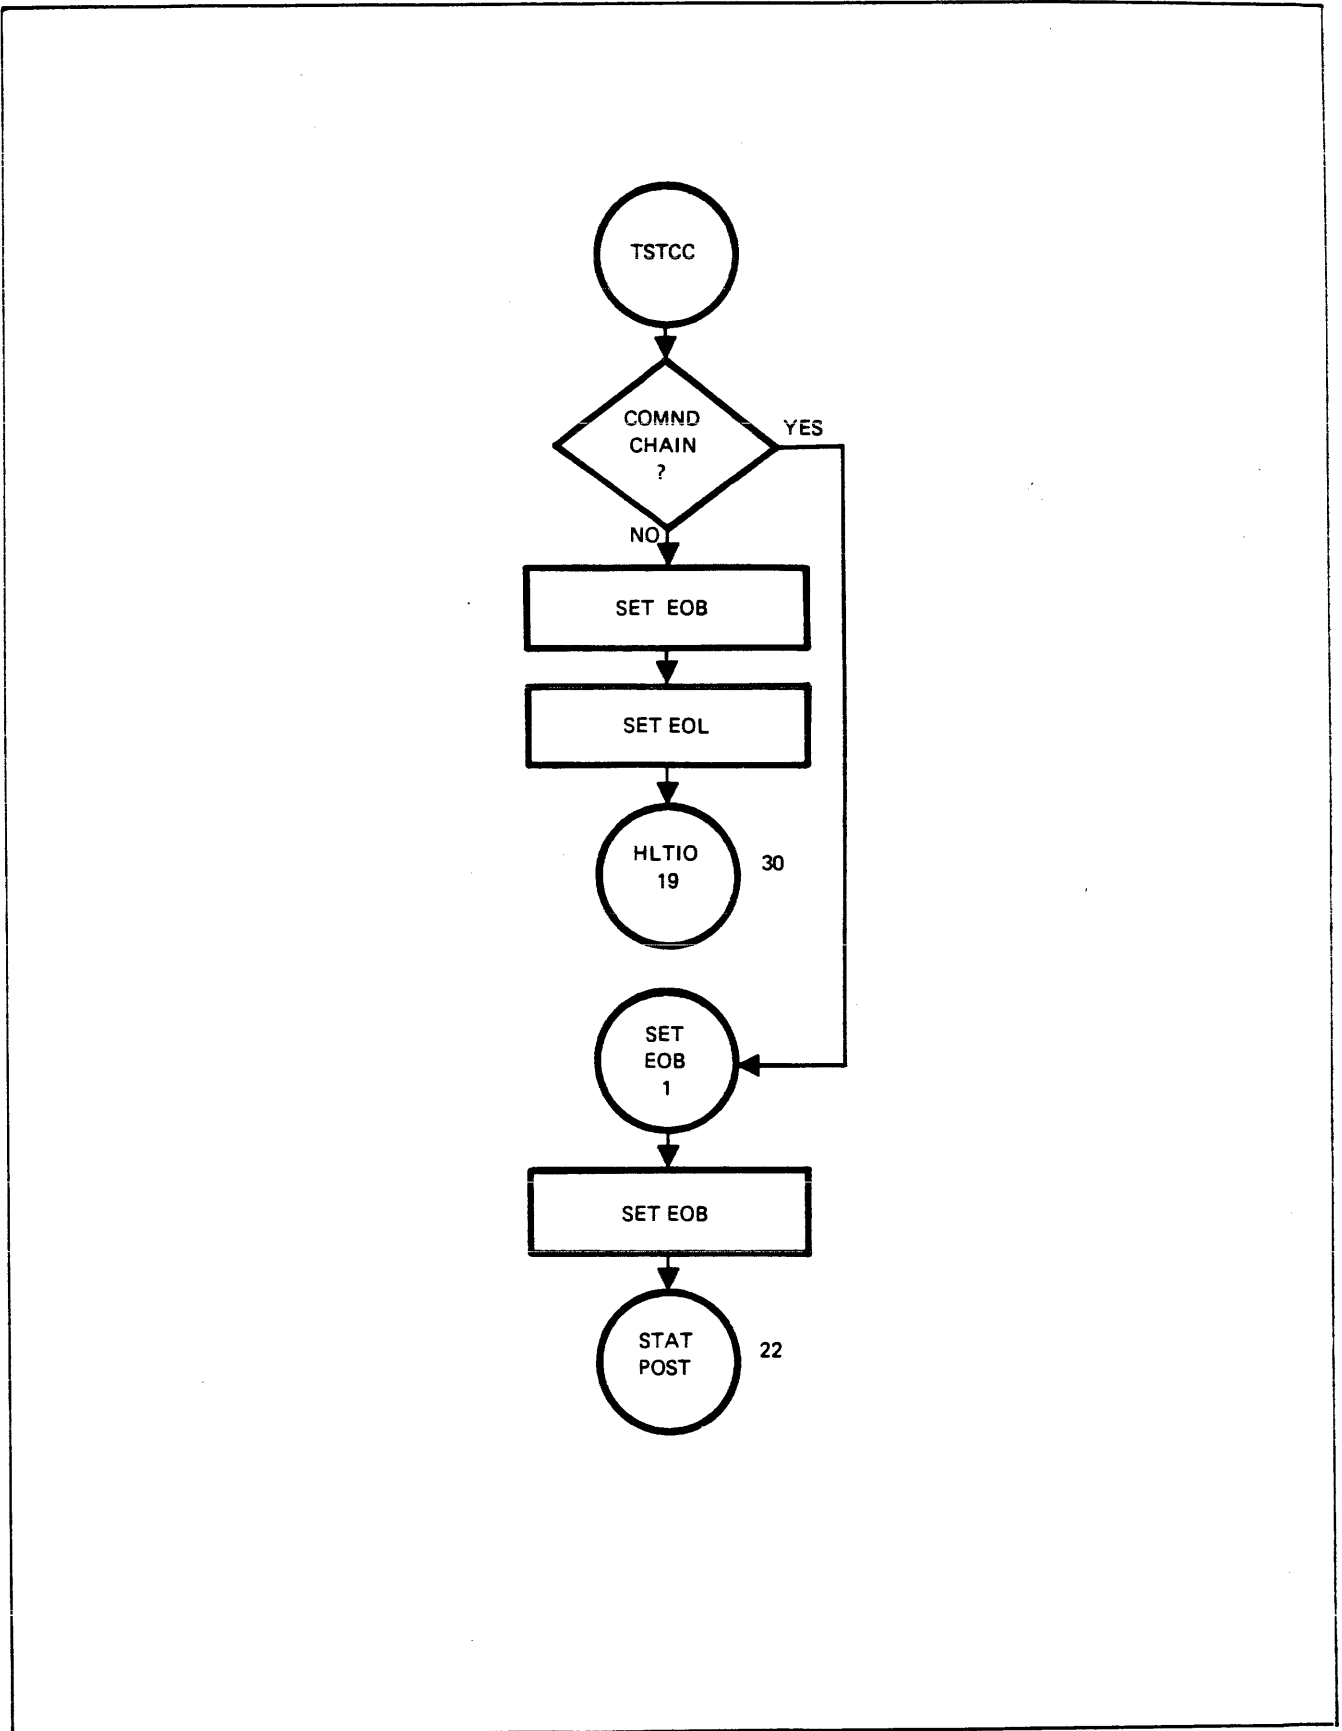 TSTCC
COMND
CHAIN
?
YES
NO
SET EOB
SET EOL
HLTIO
19
30
SET
EOB
1
SET EOB
STAT
POST
22